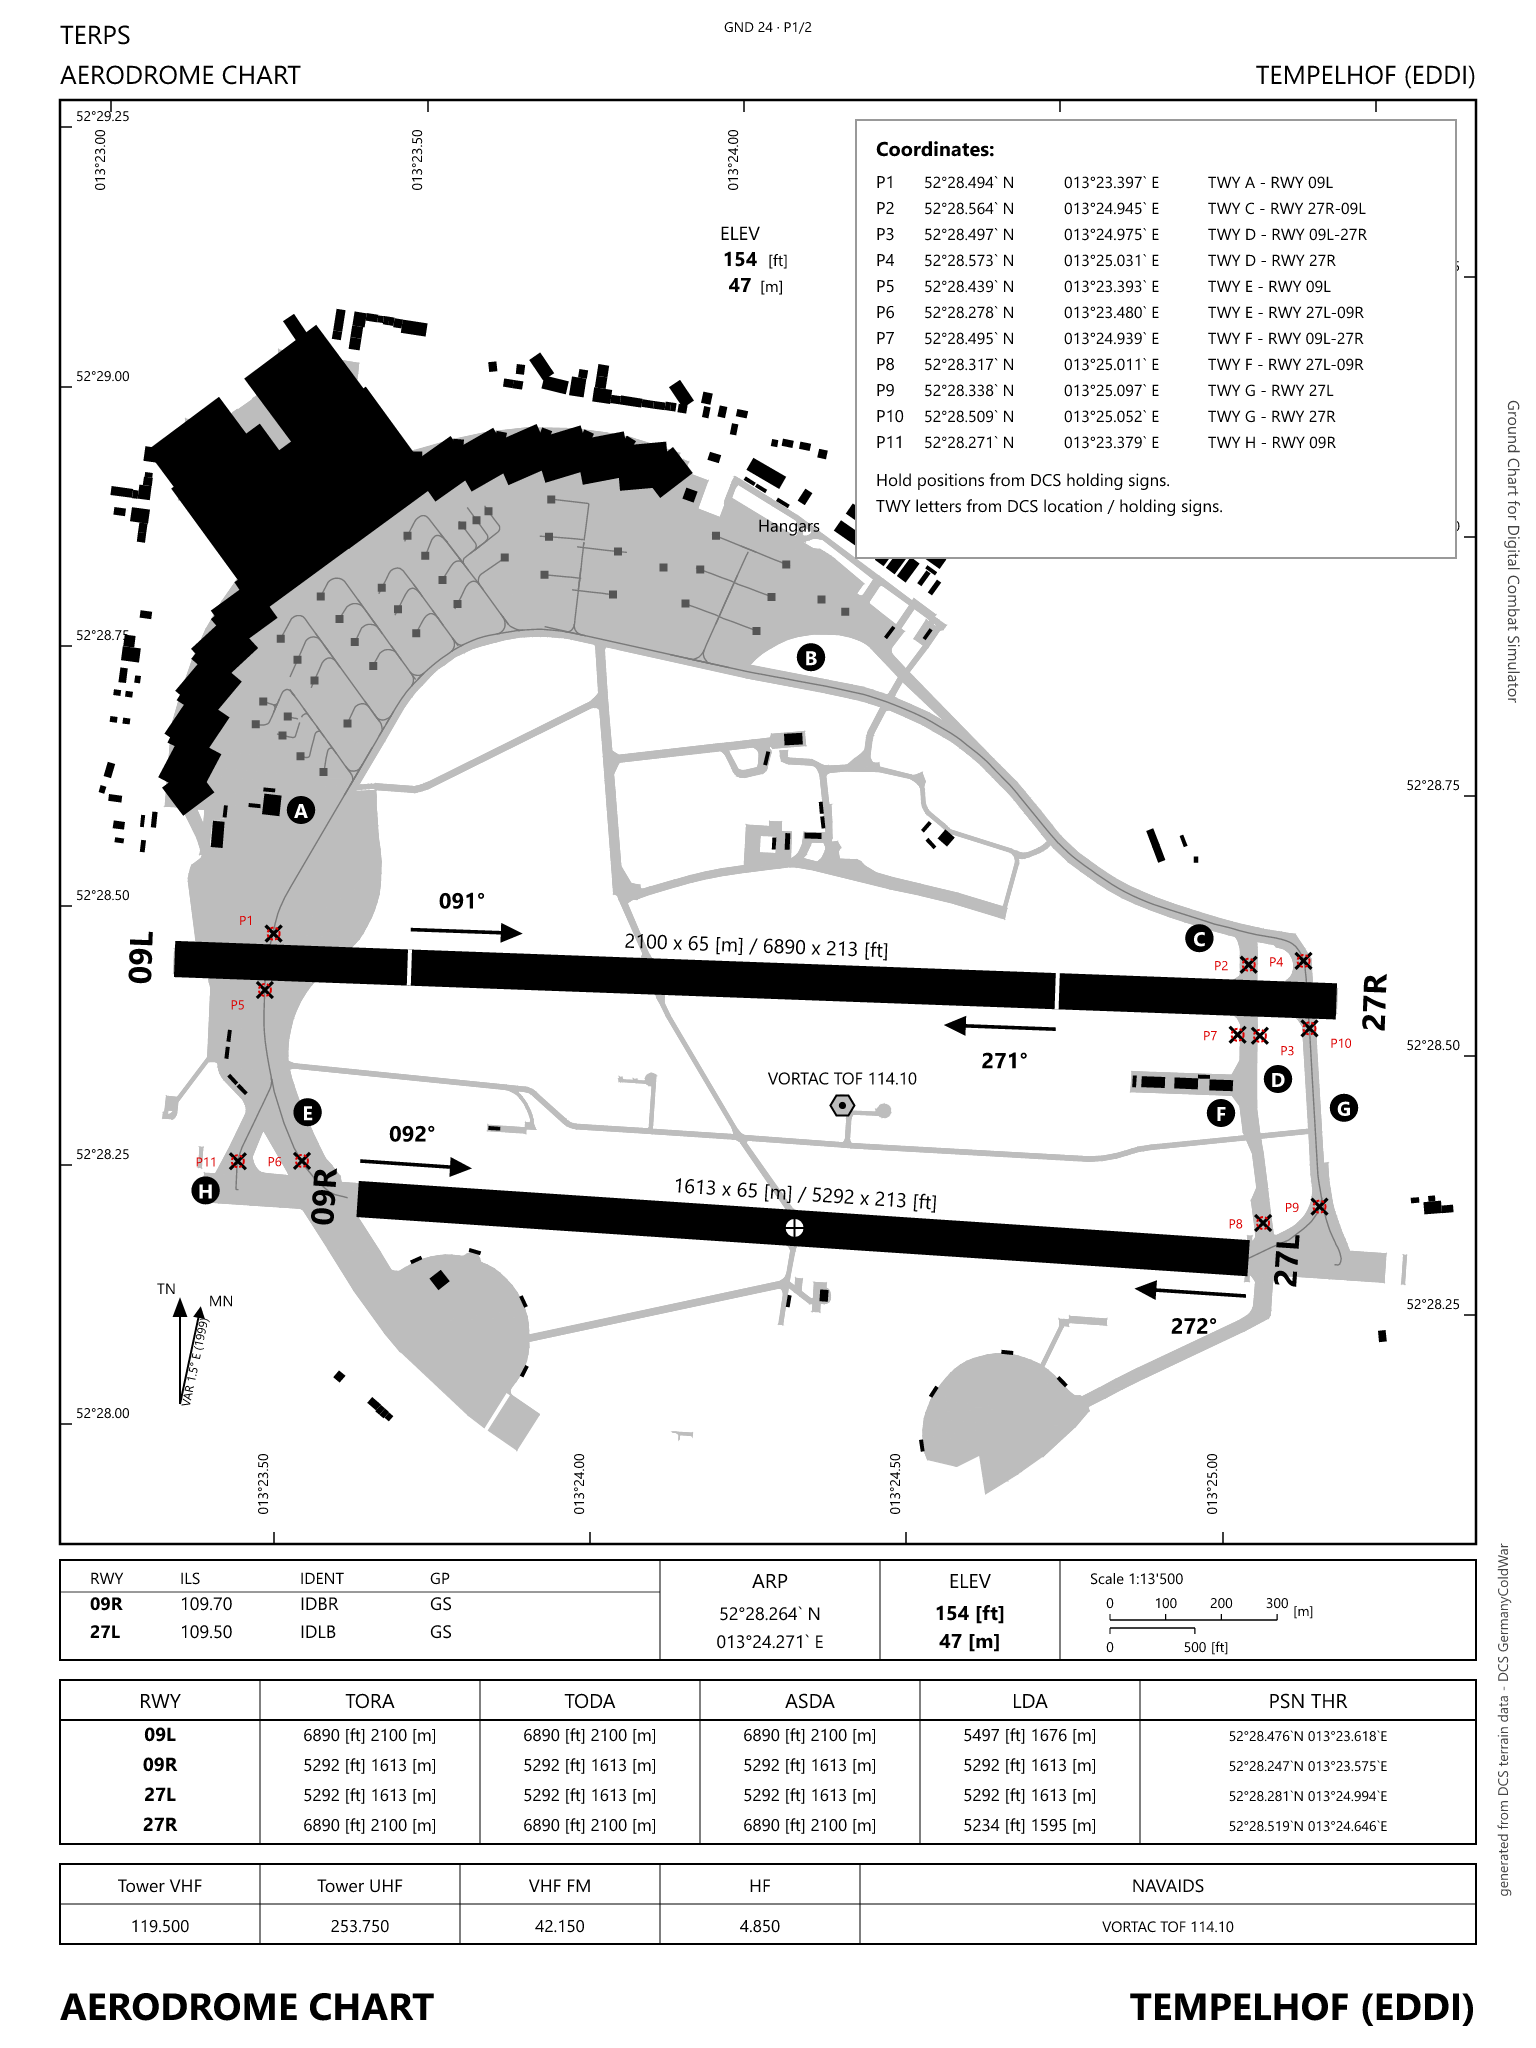 GND 24 · P1/2
TERPS
AERODROME CHART
TEMPELHOF (EDDI)
52°29.25
013°23.00
013°23.50
013°24.00
Coordinates:
P1 52°28.494` N 013°23.397` E TWY A - RWY 09L
P2 52°28.564` N 013°24.945` E TWY C - RWY 27R-09L
P3 52°28.497` N 013°24.975` E TWY D - RWY 09L-27R
P4 52°28.573` N 013°25.031` E TWY D - RWY 27R
P5 52°28.439` N 013°23.393` E TWY E - RWY 09L
P6 52°28.278` N 013°23.480` E TWY E - RWY 27L-09R
P7 52°28.495` N 013°24.939` E TWY F - RWY 09L-27R
P8 52°28.317` N 013°25.011` E TWY F - RWY 27L-09R
P9 52°28.338` N 013°25.097` E TWY G - RWY 27L
P10 52°28.509` N 013°25.052` E TWY G - RWY 27R
P11 52°28.271` N 013°23.379` E TWY H - RWY 09R
Hold positions from DCS holding signs.
TWY letters from DCS location / holding signs.
ELEV
154 [ft]
47 [m]
52°29.00
Ground Chart for Digital Combat Simulator
Hangars
52°28.75
B
52°28.75
A
52°28.50
091°
P1
09L
2100 x 65 [m] / 6890 x 213 [ft]
C
P2
P4
27R
P5
P7
P3
P10
271°
52°28.50
VORTAC TOF 114.10
D
E
F
G
092°
52°28.25
P11
P6
H
09R
1613 x 65 [m] / 5292 x 213 [ft]
P9
P8
27L
TN
MN
VAR 1.5° E (1999)
52°28.25
272°
52°28.00
013°23.50
013°24.00
013°24.50
013°25.00
RWY ILS IDENT GP
09R 109.70 IDBR GS
27L 109.50 IDLB GS
ARP
52°28.264` N
013°24.271` E
ELEV
154 [ft]
47 [m]
Scale 1:13'500
0 100 200 300 [m]
0 500 [ft]
generated from DCS terrain data - DCS GermanyColdWar
RWY TORA TODA ASDA LDA PSN THR
09L 6890 [ft] 2100 [m] 6890 [ft] 2100 [m] 6890 [ft] 2100 [m] 5497 [ft] 1676 [m] 52°28.476`N 013°23.618`E
09R 5292 [ft] 1613 [m] 5292 [ft] 1613 [m] 5292 [ft] 1613 [m] 5292 [ft] 1613 [m] 52°28.247`N 013°23.575`E
27L 5292 [ft] 1613 [m] 5292 [ft] 1613 [m] 5292 [ft] 1613 [m] 5292 [ft] 1613 [m] 52°28.281`N 013°24.994`E
27R 6890 [ft] 2100 [m] 6890 [ft] 2100 [m] 6890 [ft] 2100 [m] 5234 [ft] 1595 [m] 52°28.519`N 013°24.646`E
Tower VHF Tower UHF VHF FM HF NAVAIDS
119.500 253.750 42.150 4.850 VORTAC TOF 114.10
AERODROME CHART
TEMPELHOF (EDDI)